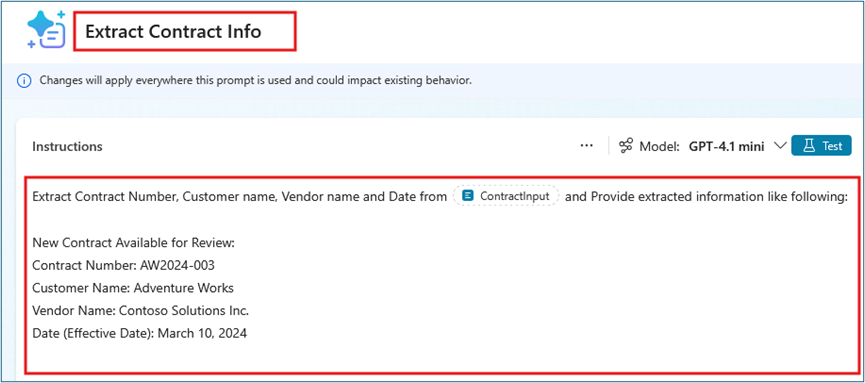 Extract Contract Info
Changes will apply everywhere this prompt is used and could impact existing behavior.
Instructions
... Model: GPT-4.1 mini Test
Extract Contract Number, Customer name, Vendor name and Date from ContractInput and Provide extracted information like following:
New Contract Available for Review:
Contract Number: AW2024-003
Customer Name: Adventure Works
Vendor Name: Contoso Solutions Inc.
Date (Effective Date): March 10, 2024